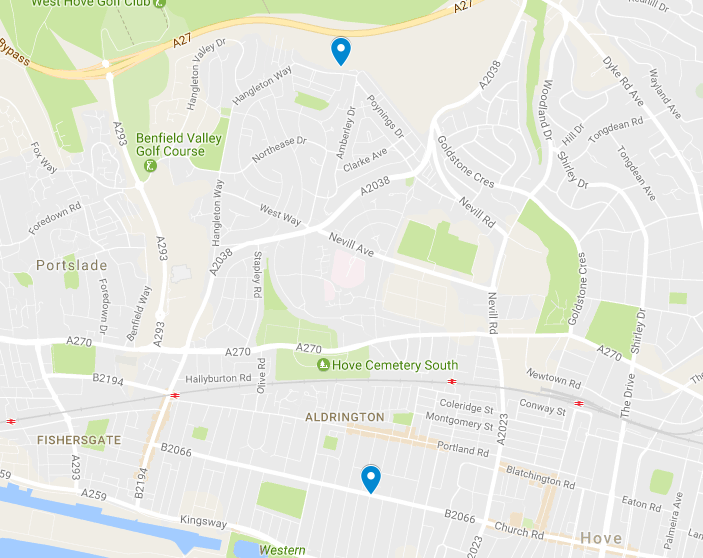 West Hove Golf Club
A27
A27
Bypass
Redhill Dr
A2038
Hangleton Valley Dr
Hangleton Way
Dyke Rd Ave
Wayland Ave
Woodland Dr
A293
Benfield Valley
Golf Course
Poynings Dr
Amberley Dr
Hill Dr
Tongdean Rd
Fox Way
Northease Dr
Clarke Ave
Goldstone Cres
Shirley Dr
Tongdean Ave
A2038
Foredown Rd
Hangleton Way
West Way
Nevill Rd
Nevill Ave
A293
A2038
Stapley Rd
Portslade
Foredown Dr
Benfield Way
Goldstone Cres
Nevill Rd
Shirley Dr
A293
A270
A270
A270
A270
Hove Cemetery South
B2194
Hallyburton Rd
Olive Rd
Newtown Rd
The Drive
The
Coleridge St
Conway St
ALDRINGTON
Montgomery St
A2023
FISHERSGATE
B2066
Portland Rd
Blatchington Rd
A293
B2194
259
A259
Kingsway
B2066
Church Rd
Eaton Rd
Palmeira Ave
Hove
2023
Western